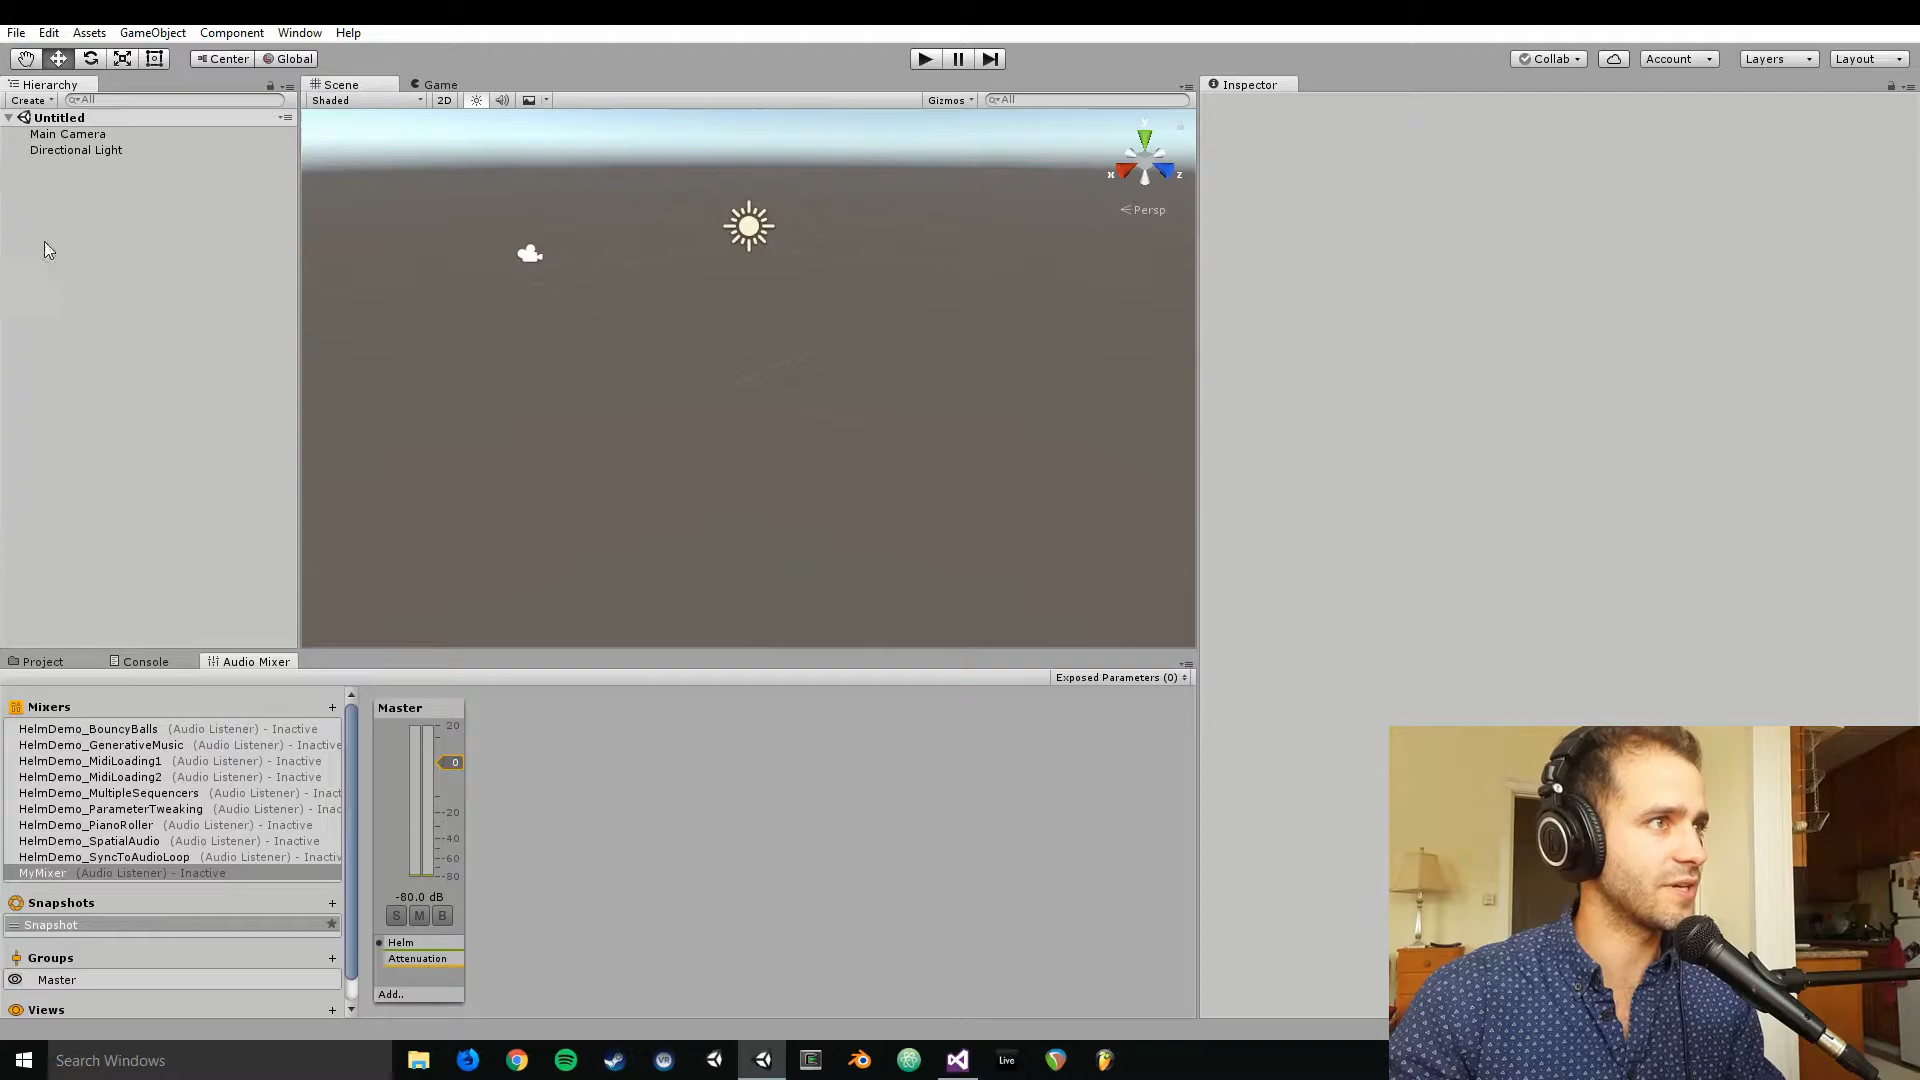 File Edit Assets GameObject Component Window Help
Center Global Collab Account Layers Layout
Hierarchy Scene Game Inspector
Create All Shaded 2D Gizmos All
Untitled
Main Camera
Directional Light
y
x z
Persp
Project Console Audio Mixer
Exposed Parameters (0)
Mixers +
HelmDemo_BouncyBalls (Audio Listener) - Inactive
HelmDemo_GenerativeMusic (Audio Listener) - Inactive
HelmDemo_MidiLoading1 (Audio Listener) - Inactive
HelmDemo_MidiLoading2 (Audio Listener) - Inactive
HelmDemo_MultipleSequencers (Audio Listener) - Inac
HelmDemo_ParameterTweaking (Audio Listener) - Inac
HelmDemo_PianoRoller (Audio Listener) - Inactive
HelmDemo_SpatialAudio (Audio Listener) - Inactive
HelmDemo_SyncToAudioLoop (Audio Listener) - Inactiv
MyMixer (Audio Listener) - Inactive
Snapshots +
Snapshot
Groups +
Master
Views +
Master
20
0
-20
-40
-60
-80
-80.0 dB
S M B
Helm
Attenuation
Add..
Search Windows
VR
Live